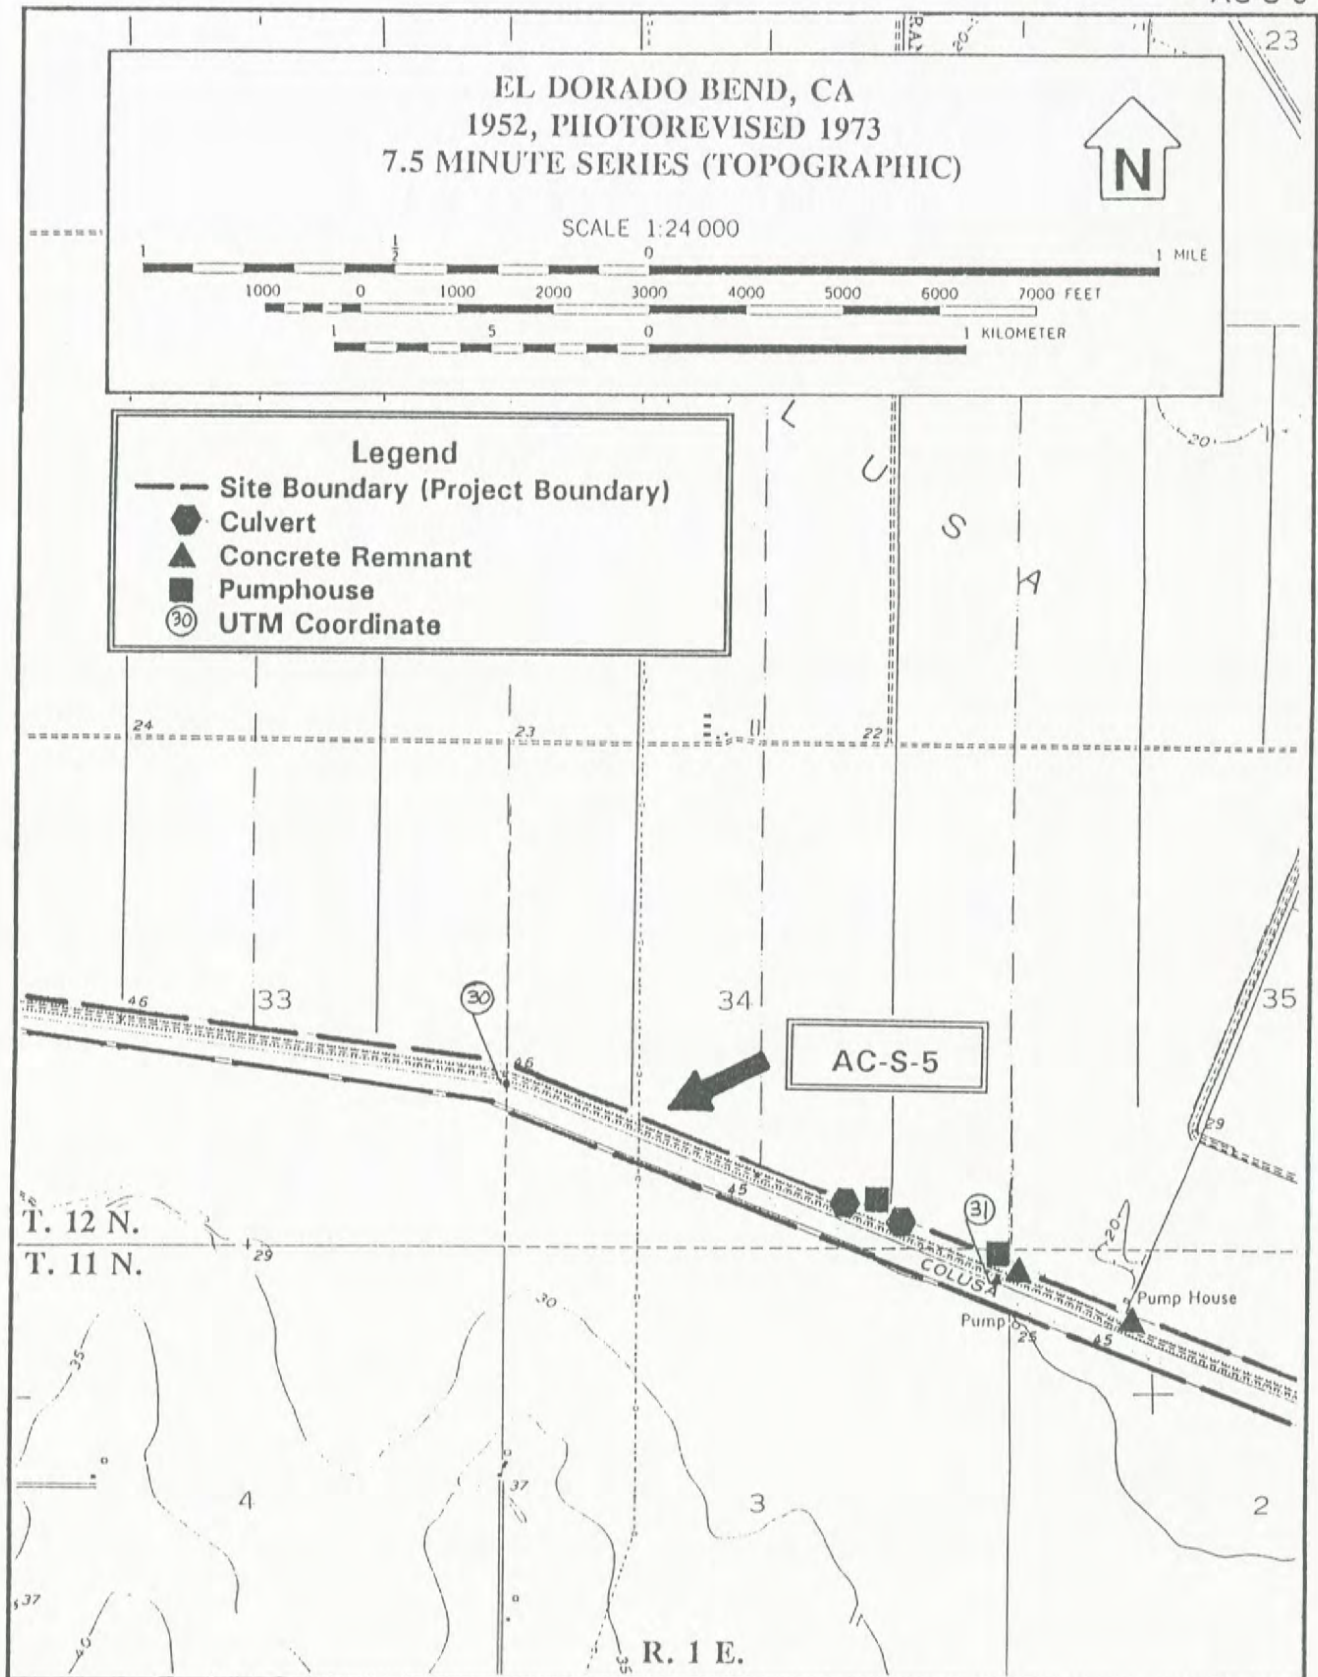 23
EL DORADO BEND, CA
1952, PHOTOREVISED 1973
7.5 MINUTE SERIES (TOPOGRAPHIC)
N
SCALE 1:24 000
1 ½ 0 1 MILE
1000 0 1000 2000 3000 4000 5000 6000 7000 FEET
1 5 0 1 KILOMETER
Legend
Site Boundary (Project Boundary)
Culvert
Concrete Remnant
Pumphouse
30 UTM Coordinate
20
L U S A
24 23 22
46 33 30 34 35
46
AC-S-5
29
45
31
T. 12 N.
20
T. 11 N.
29
COLUSA
Pump House
30
Pump
25 45
35
37
4 3 2
37
40
35
R. 1 E.